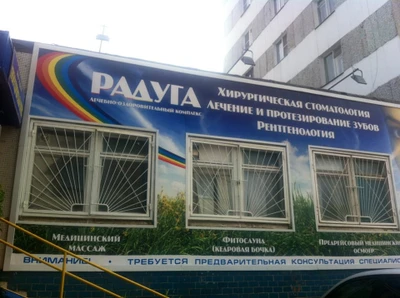 РАДУГА
ЛЕЧЕБНО-ОЗДОРОВИТЕЛЬНЫЙ КОМПЛЕКС
ХИРУРГИЧЕСКАЯ СТОМАТОЛОГИЯ
ЛЕЧЕНИЕ И ПРОТЕЗИРОВАНИЕ ЗУБОВ
РЕНТГЕНОЛОГИЯ
МЕДИЦИНСКИЙ
МАССАЖ
ФИТОСАУНА
(КЕДРОВАЯ БОЧКА)
ПРЕДРЕЙСОВЫЙ МЕДИЦИНСКИЙ
ОСМОТР
ВНИМАНИЕ! • ТРЕБУЕТСЯ ПРЕДВАРИТЕЛЬНАЯ КОНСУЛЬТАЦИЯ СПЕЦИАЛИС